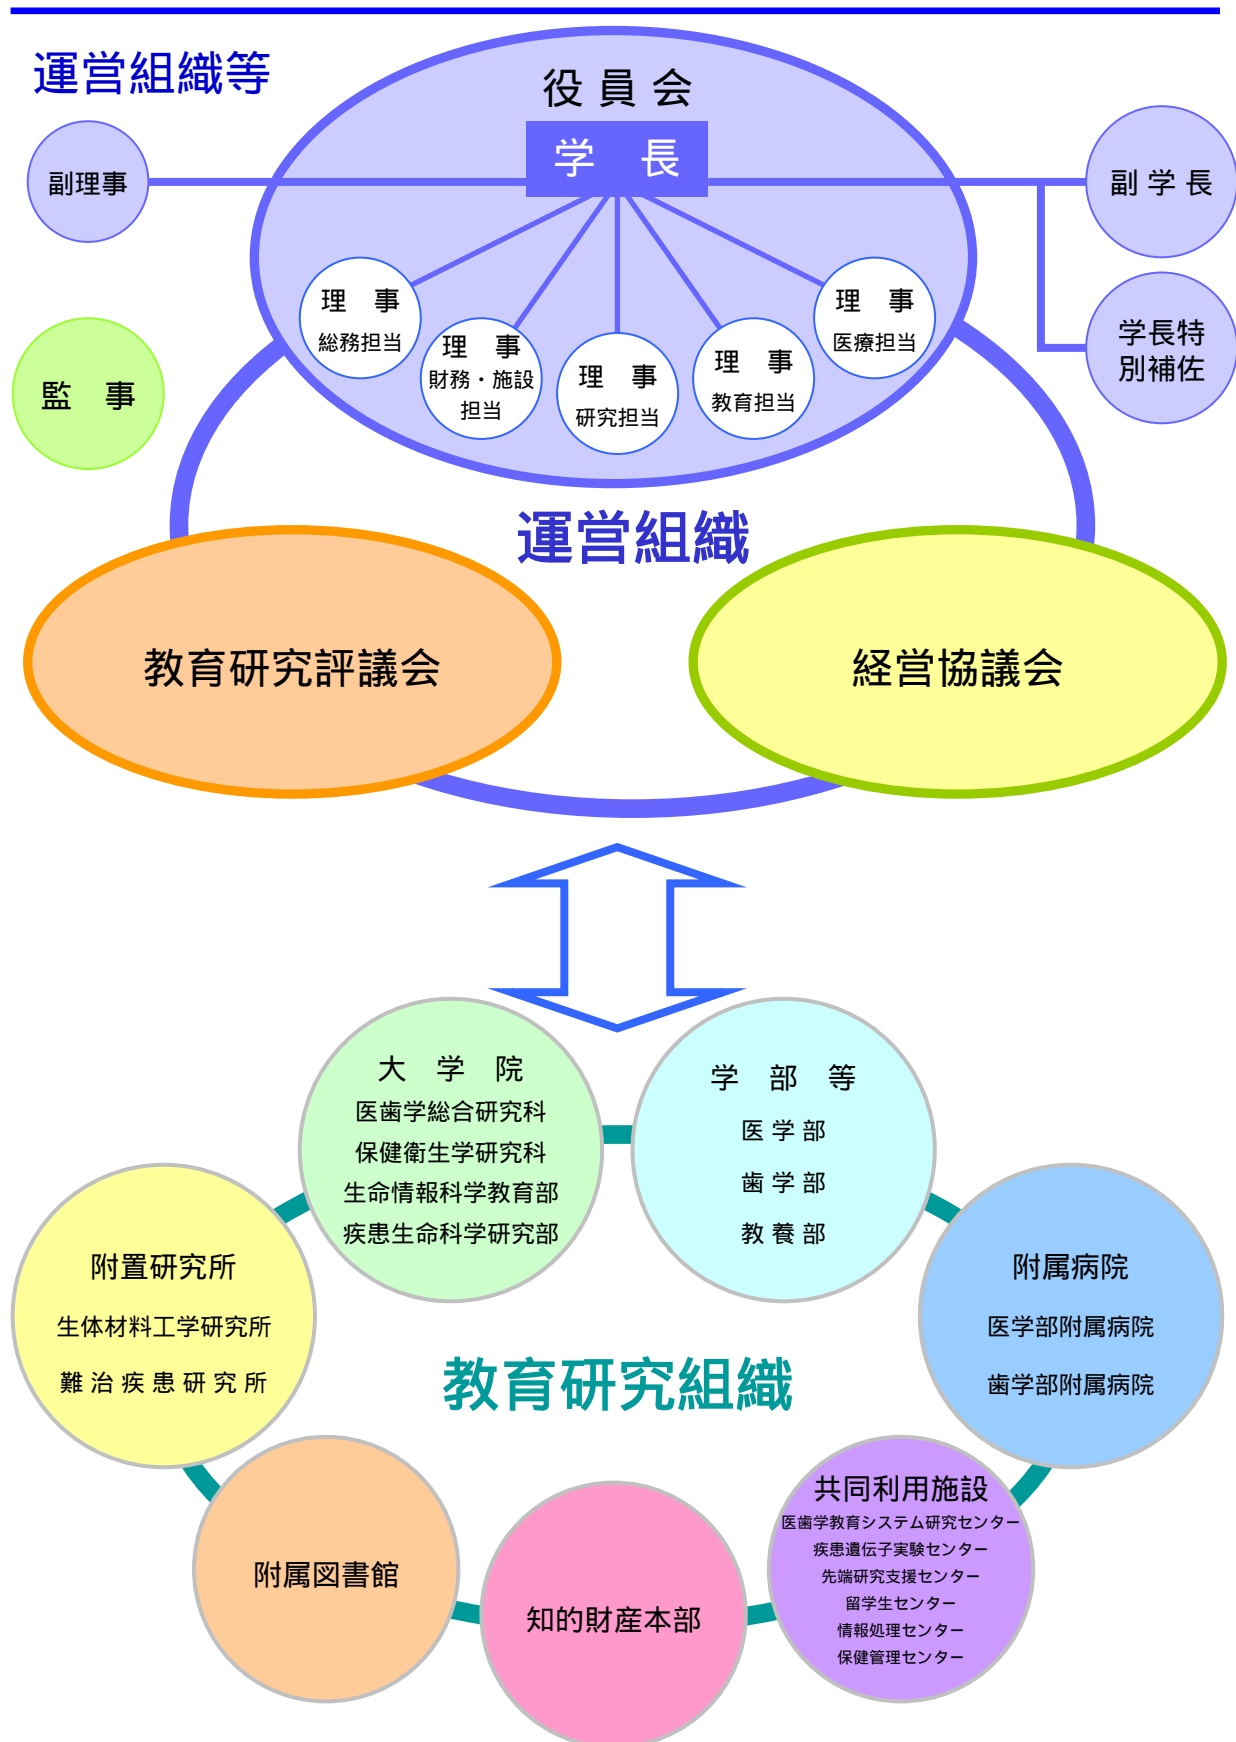 運営組織等
役員会
学　長
副理事
副学長
学長特
別補佐
監　事
理　事
総務担当
理　事
財務・施設
担当
理　事
研究担当
理　事
教育担当
理　事
医療担当
運営組織
教育研究評議会
経営協議会
大　学　院
医歯学総合研究科
保健衛生学研究科
生命情報科学教育部
疾患生命科学研究部
学　部　等
医学部
歯学部
教養部
附置研究所
生体材料工学研究所
難治疾患研究所
附属病院
医学部附属病院
歯学部附属病院
教育研究組織
附属図書館
知的財産本部
共同利用施設
医歯学教育システム研究センター
疾患遺伝子実験センター
先端研究支援センター
留学生センター
情報処理センター
保健管理センター